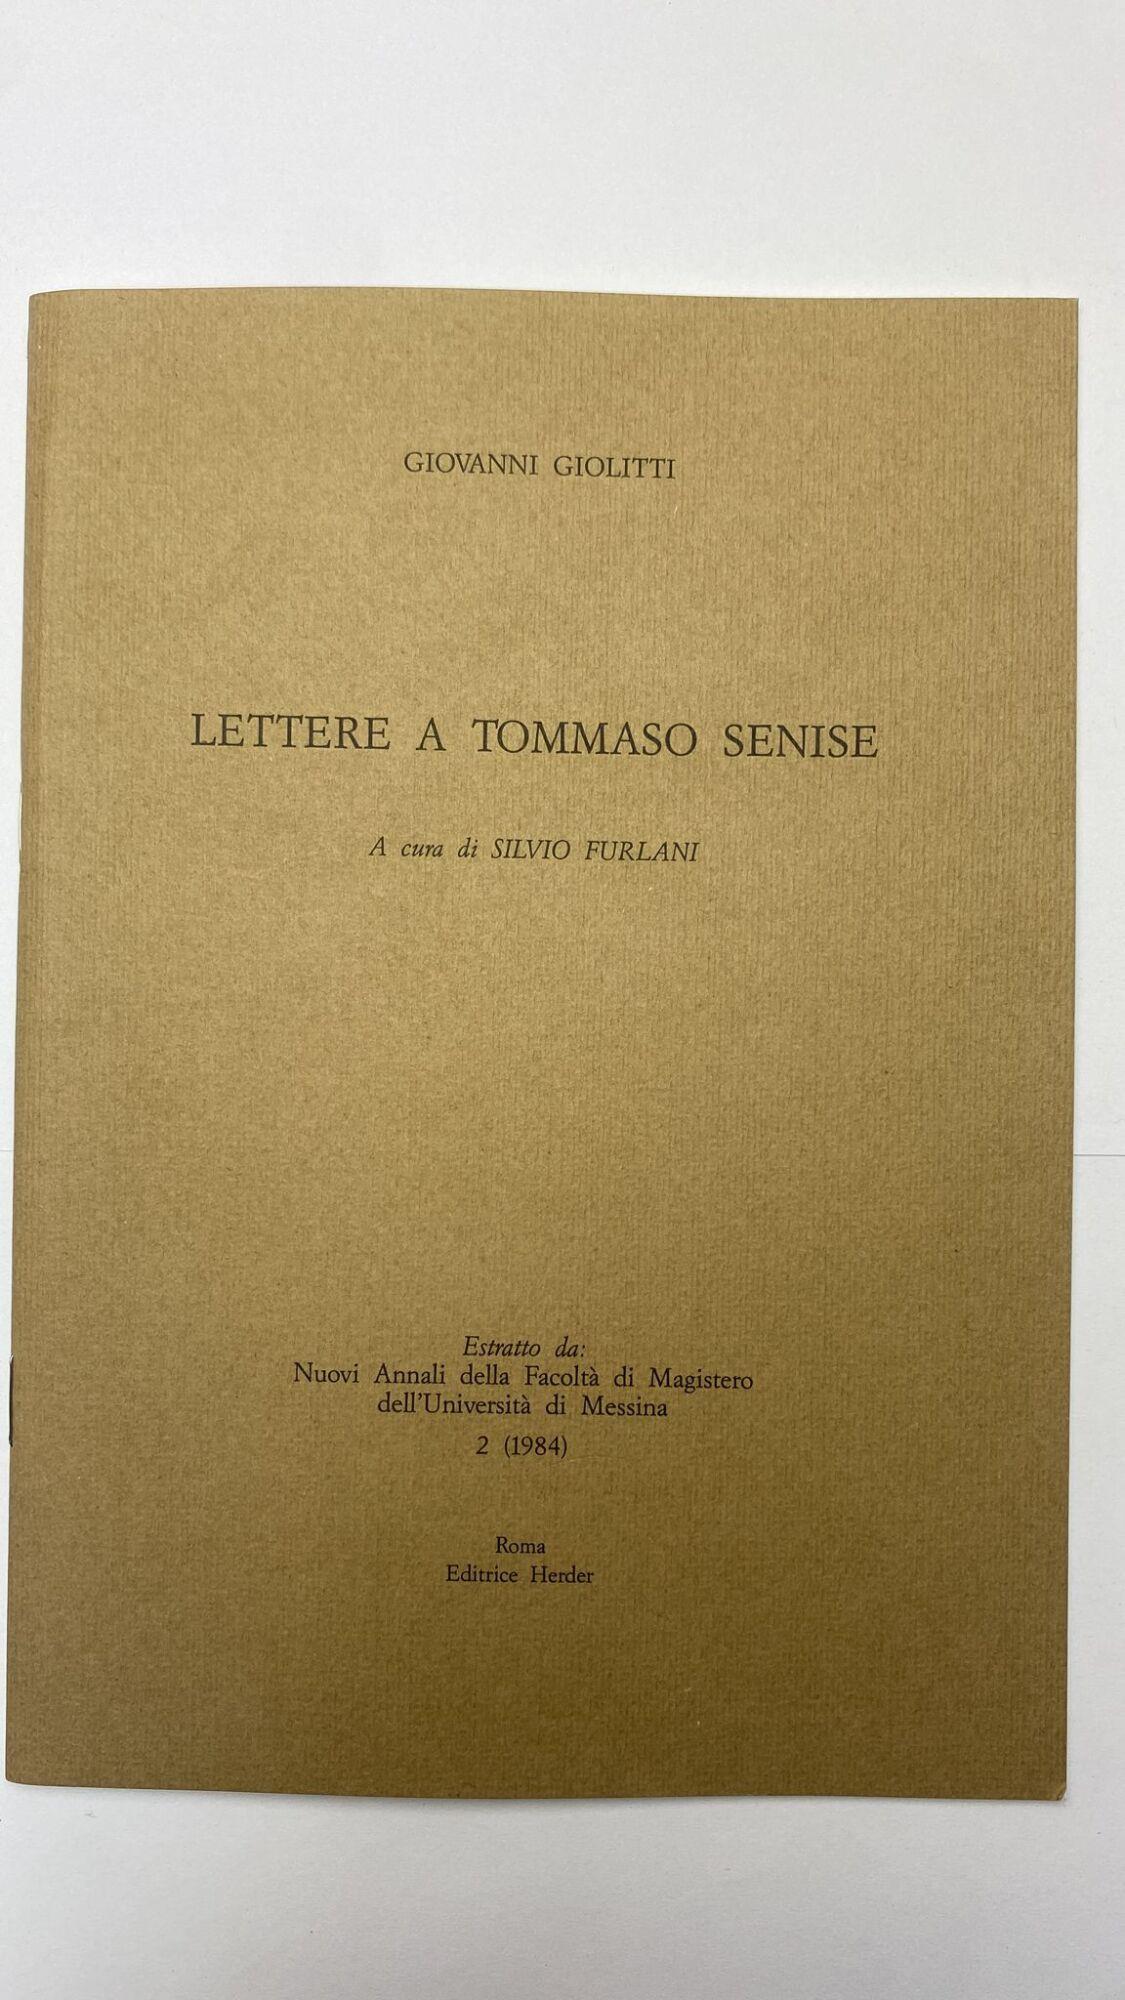 GIOVANNI GIOLITTI
LETTERE A TOMMASO SENISE
A cura di SILVIO FURLANI
Estratto da:
Nuovi Annali della Facoltà di Magistero
dell'Università di Messina
2 (1984)
Roma
Editrice Herder